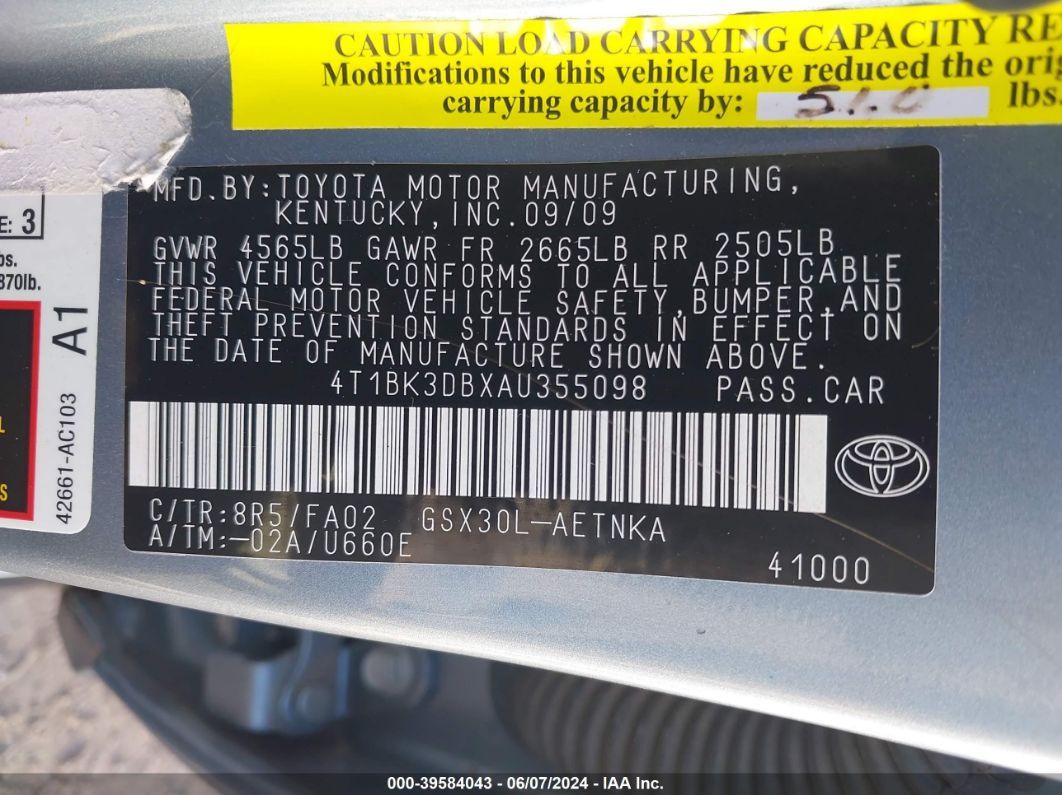 CAUTION LOAD CARRYING CAPACITY RE
Modifications to this vehicle have reduced the orig
carrying capacity by: lbs.
MFD.BY:TOYOTA MOTOR MANUFACTURING,
KENTUCKY,INC.09/09
GVWR 4565LB GAWR FR 2665LB RR 2505LB
THIS VEHICLE CONFORMS TO ALL APPLICABLE
FEDERAL MOTOR VEHICLE SAFETY,BUMPER,AND
THEFT PREVENTION STANDARDS IN EFFECT ON
THE DATE OF MANUFACTURE SHOWN ABOVE.
4T1BK3DBXAU355098 PASS.CAR
C/TR:8R5/FA02 GSX30L-AETNKA
A/TM:-02A/U660E
41000
E: 3
bs.
870lb.
A1
42661-AC103
L
S
000-39584043 - 06/07/2024 - IAA Inc.